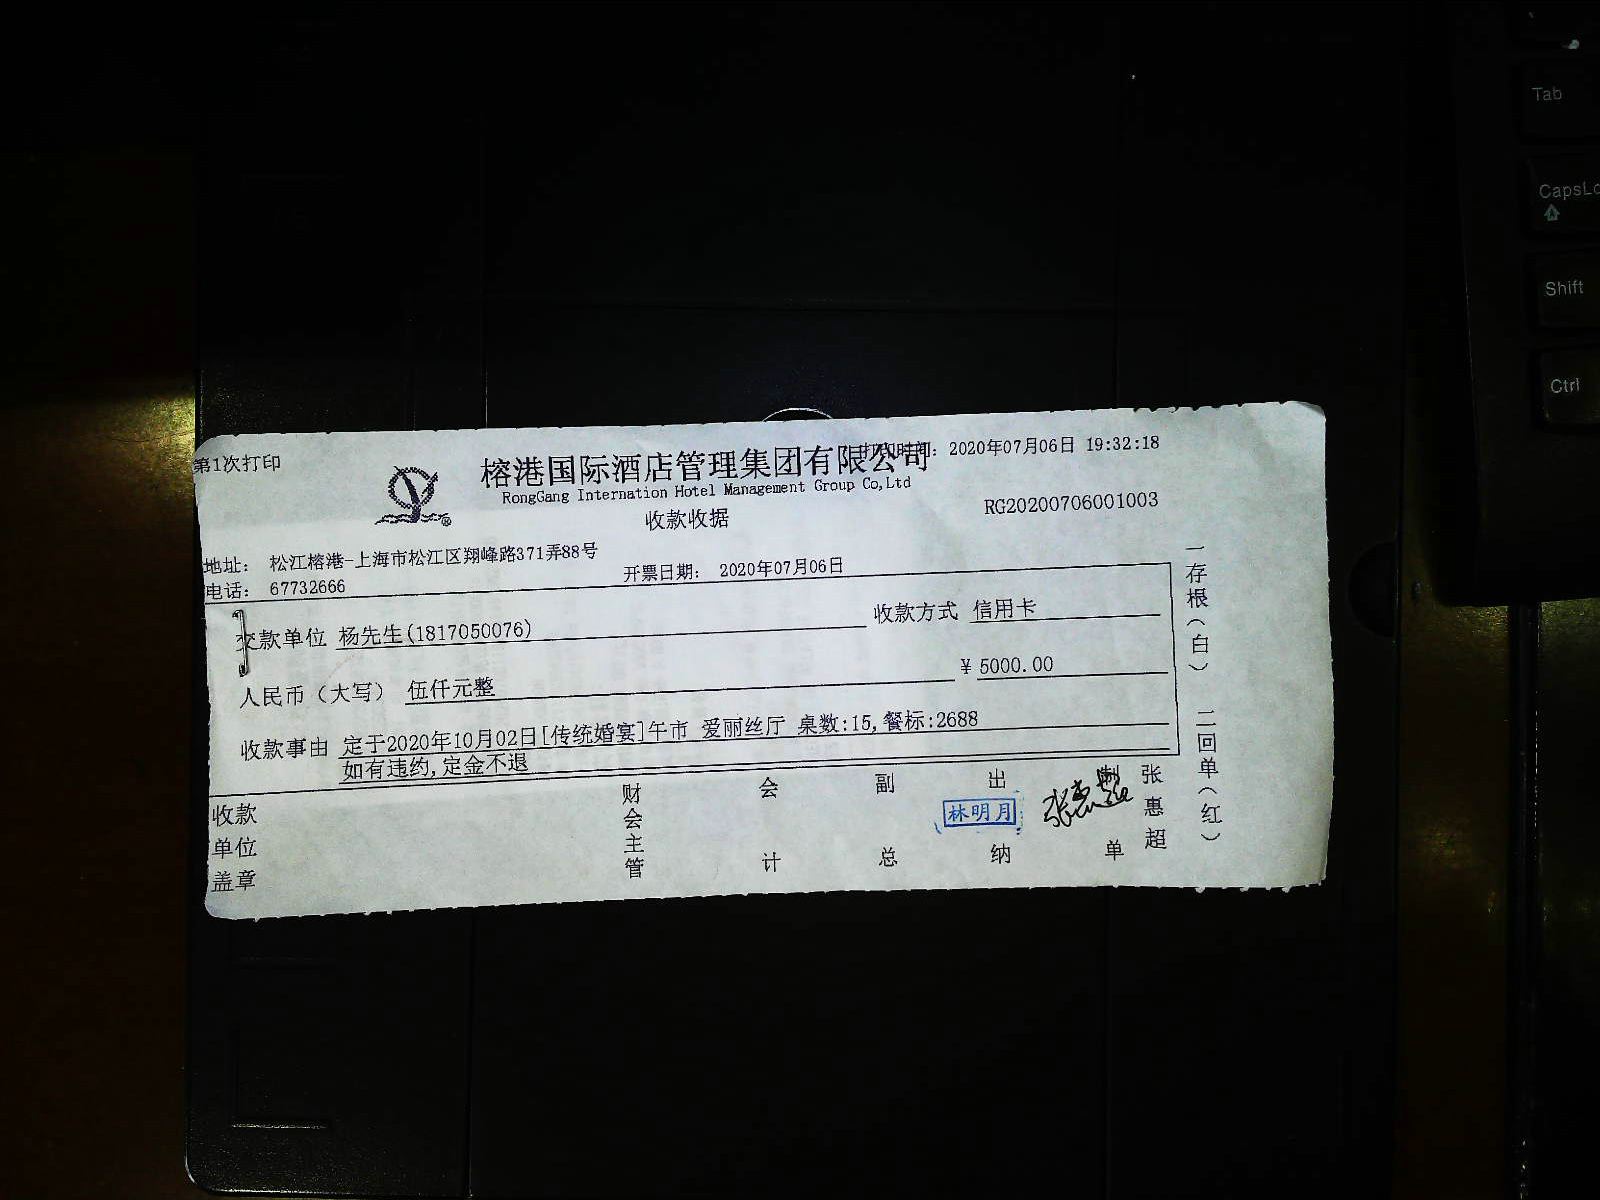 第1次打印
打印时间: 2020年07月06日 19:32:18
榕港国际酒店管理集团有限公司
RongGang Internation Hotel Management Group Co,Ltd
收款收据
RG20200706001003
地址: 松江榕港-上海市松江区翔峰路371弄88号
电话: 67732666
开票日期: 2020年07月06日
交款单位 杨先生(1817050076)
收款方式 信用卡
人民币(大写) 伍仟元整
¥ 5000.00
收款事由 定于2020年10月02日[传统婚宴]午市 爱丽丝厅 桌数:15,餐标:2688
如有违约,定金不退
收款单位盖章
财会主管
会计
副总
出纳
林明月
制单
张惠超
张惠超
一存根(白) 二回单(红)
Tab
CapsLo
Shift
Ctrl